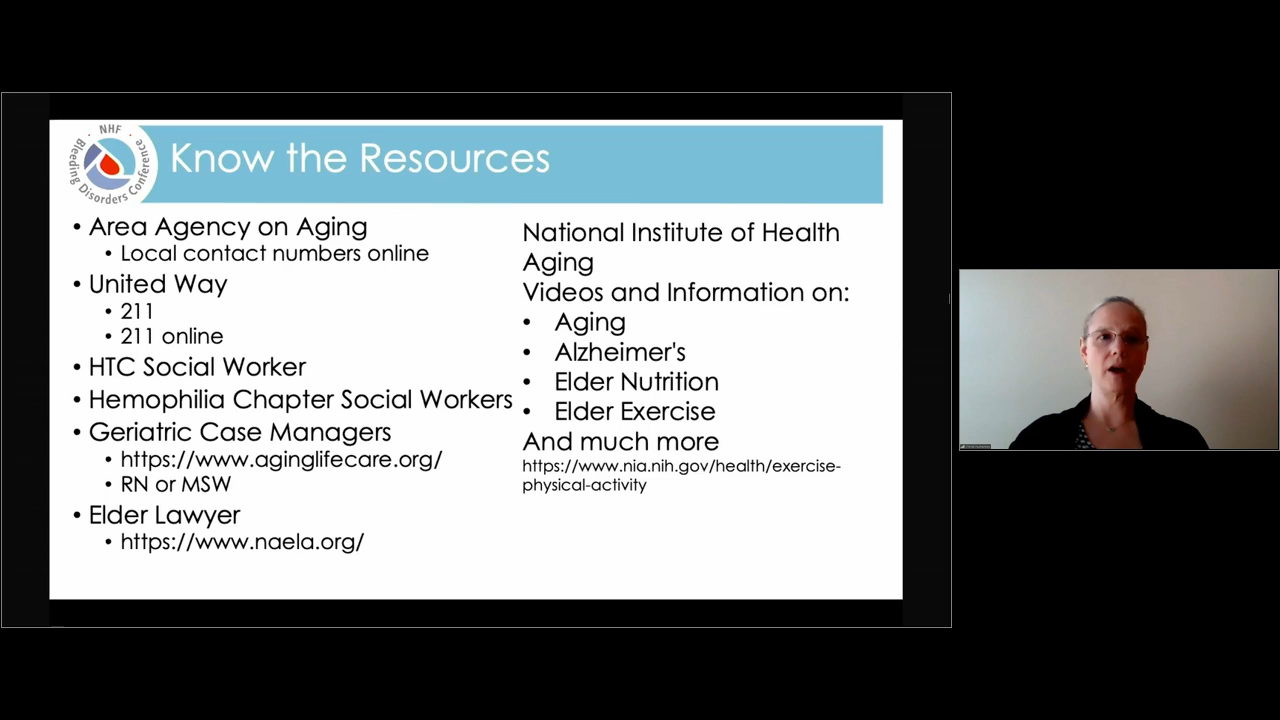 NHF
Bleeding Disorders Conference
Know the Resources
• Area Agency on Aging
• Local contact numbers online
• United Way
• 211
• 211 online
• HTC Social Worker
• Hemophilia Chapter Social Workers
• Geriatric Case Managers
• https://www.aginglifecare.org/
• RN or MSW
• Elder Lawyer
• https://www.naela.org/
National Institute of Health
Aging
Videos and Information on:
• Aging
• Alzheimer's
• Elder Nutrition
• Elder Exercise
And much more
https://www.nia.nih.gov/health/exercise-
physical-activity